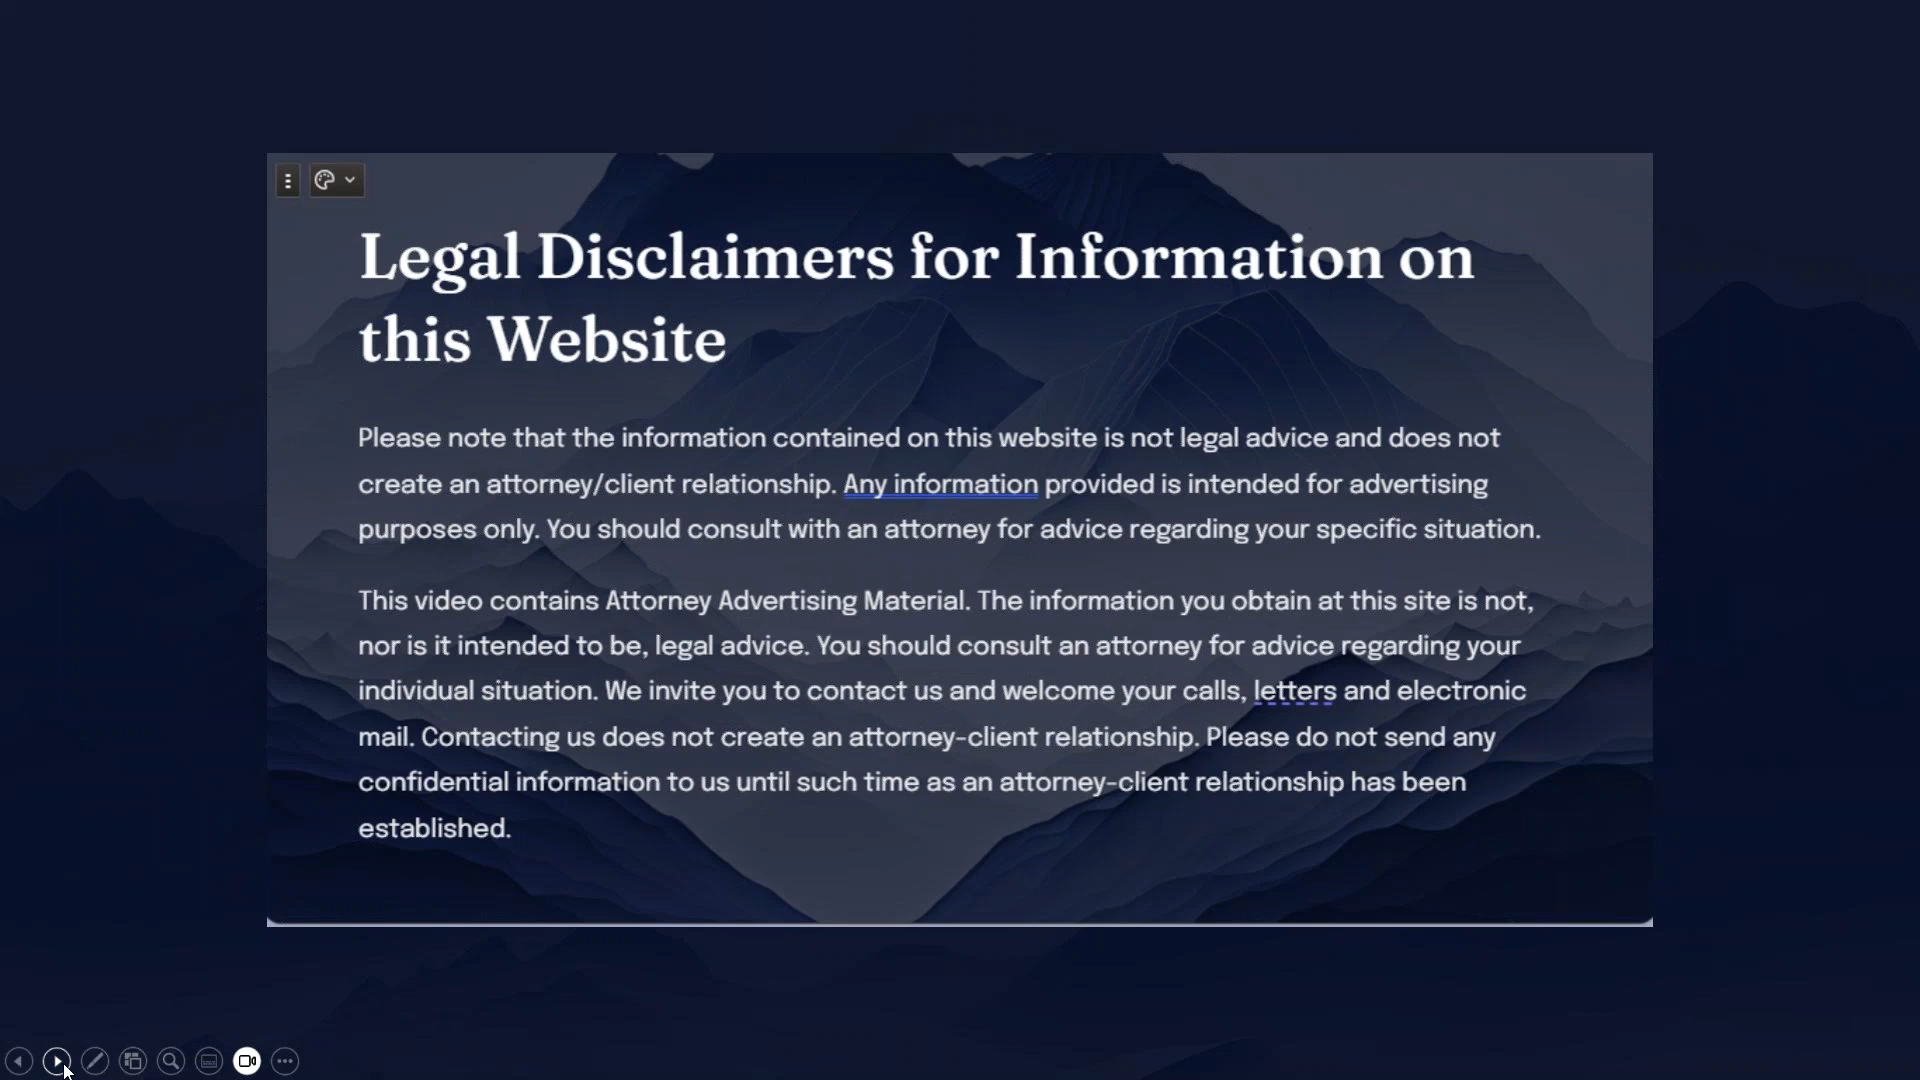 Legal Disclaimers for Information on
this Website
Please note that the information contained on this website is not legal advice and does not
create an attorney/client relationship. Any information provided is intended for advertising
purposes only. You should consult with an attorney for advice regarding your specific situation.
This video contains Attorney Advertising Material. The information you obtain at this site is not,
nor is it intended to be, legal advice. You should consult an attorney for advice regarding your
individual situation. We invite you to contact us and welcome your calls, letters and electronic
mail. Contacting us does not create an attorney-client relationship. Please do not send any
confidential information to us until such time as an attorney-client relationship has been
established.